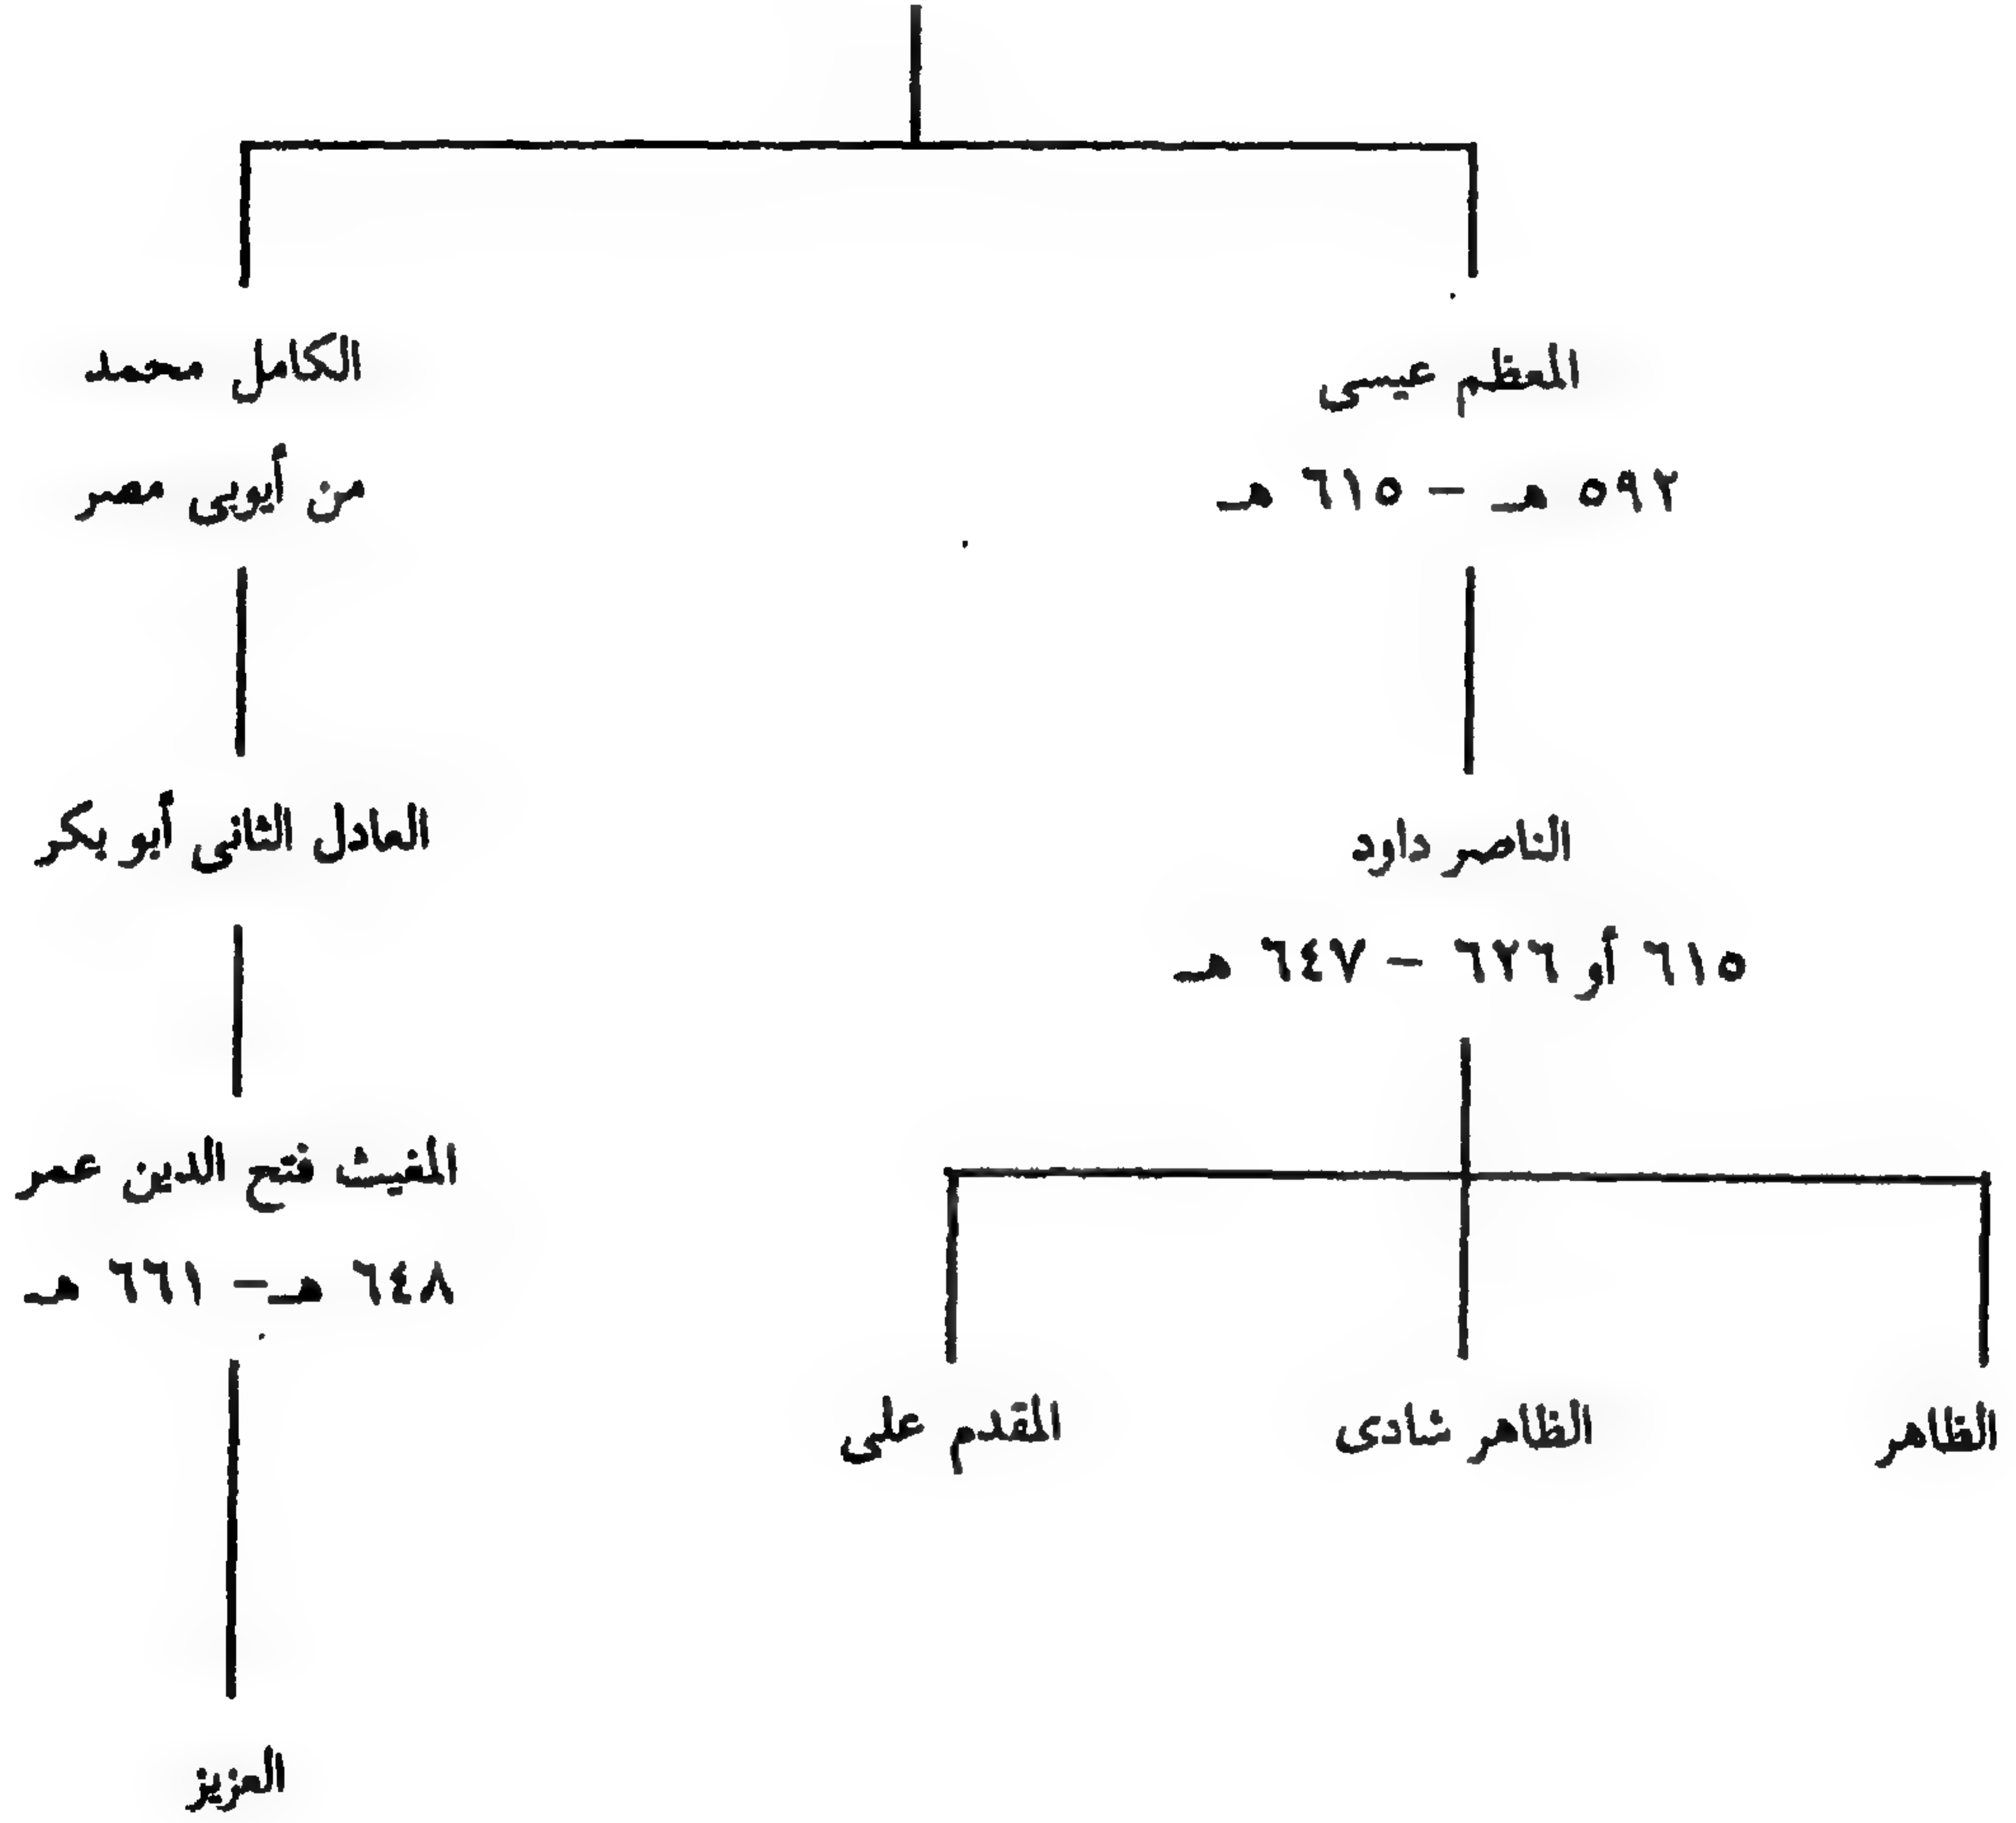 المعظم عيسى
٥٩٢ هـ – ٦١٥ هـ
الكامل محمد
من أيوبى مصر
الناصر داود
٦١٥ أو ٦٢٦ – ٦٤٧ هـ
العادل الثانى أبو بكر
الظاهر
الظاهر شادى
المقدم على
المغيث فتح الدين عمر
٦٤٨ هـ – ٦٦١ هـ
العزيز